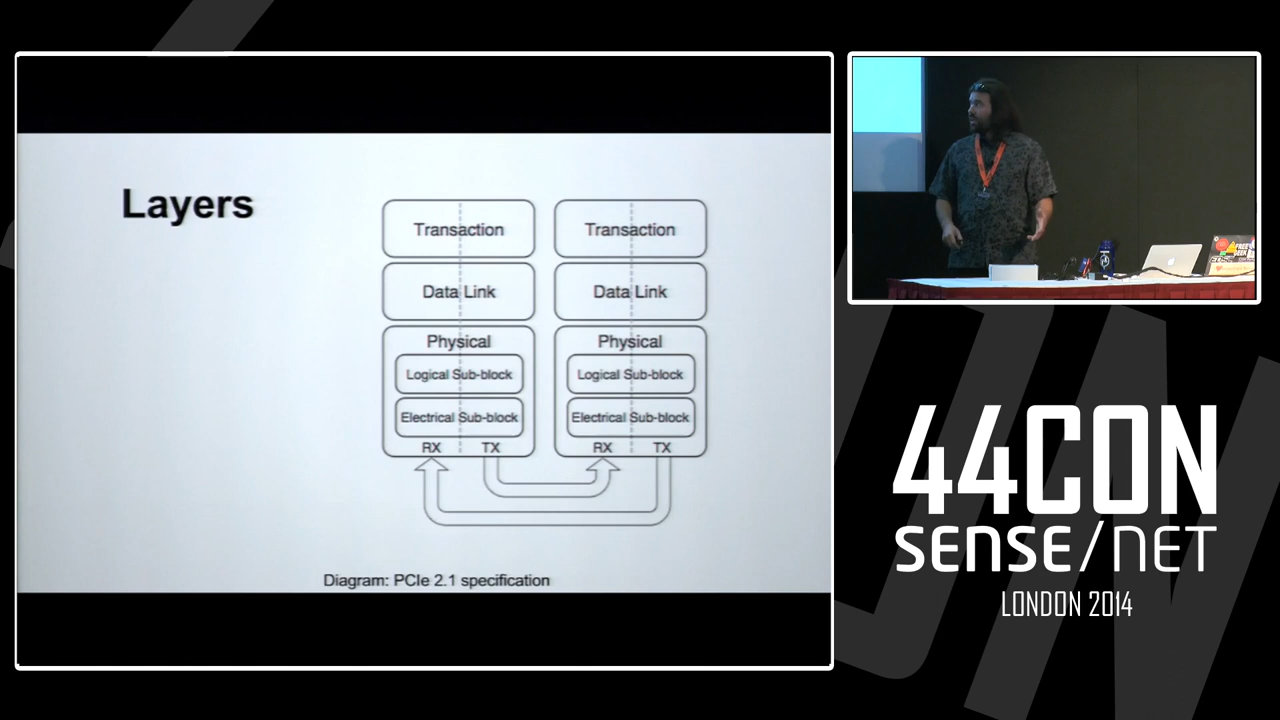 Layers
Transaction
Transaction
Data Link
Data Link
Physical
Physical
Logical Sub-block
Logical Sub-block
Electrical Sub-block
Electrical Sub-block
RX TX
RX TX
Diagram: PCIe 2.1 specification
44CON
SENSE/NET
LONDON 2014